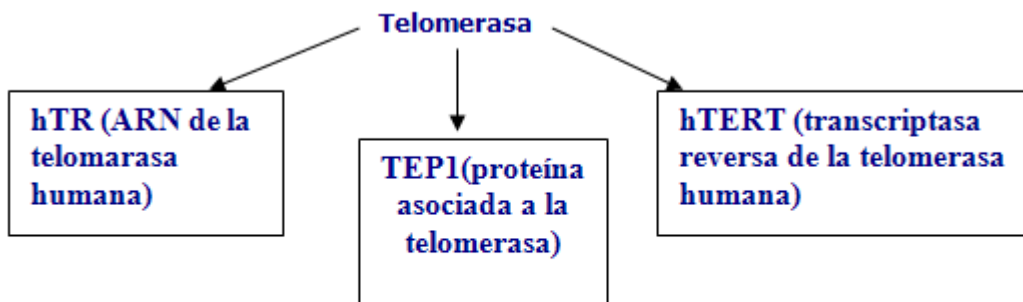 Telomerasa
hTR (ARN de la
telomarasa
humana)
TEP1(proteína
asociada a la
telomerasa)
hTERT (transcriptasa
reversa de la telomerasa
humana)